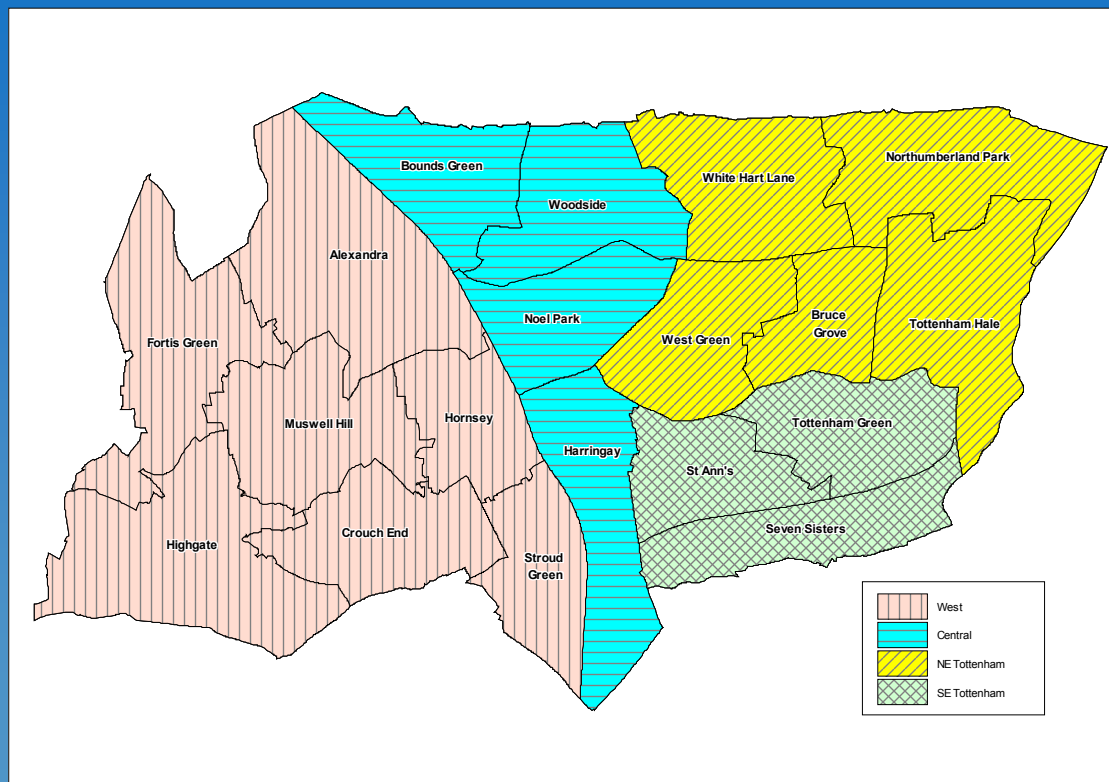 Bounds Green
Northumberland Park
White Hart Lane
Woodside
Alexandra
Noel Park
Bruce
Grove
Tottenham Hale
West Green
Fortis Green
Hornsey
Muswell Hill
Tottenham Green
Harringay
St Ann's
Seven Sisters
Crouch End
Highgate
Stroud
Green
West
Central
NE Tottenham
SE Tottenham